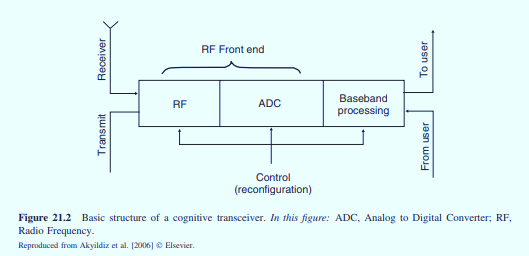 Receiver
Transmit
RF Front end
RF
ADC
Baseband
processing
To user
From user
Control
(reconfiguration)
Figure 21.2 Basic structure of a cognitive transceiver. In this figure: ADC, Analog to Digital Converter; RF,
Radio Frequency.
Reproduced from Akyildiz et al. [2006] © Elsevier.